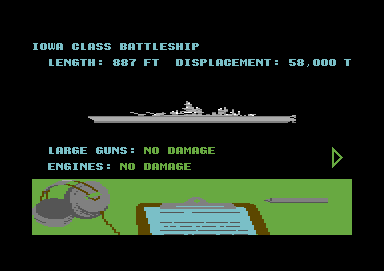 IOWA CLASS BATTLESHIP
LENGTH: 887 FT DISPLACEMENT: 58,000 T
LARGE GUNS: NO DAMAGE
ENGINES: NO DAMAGE